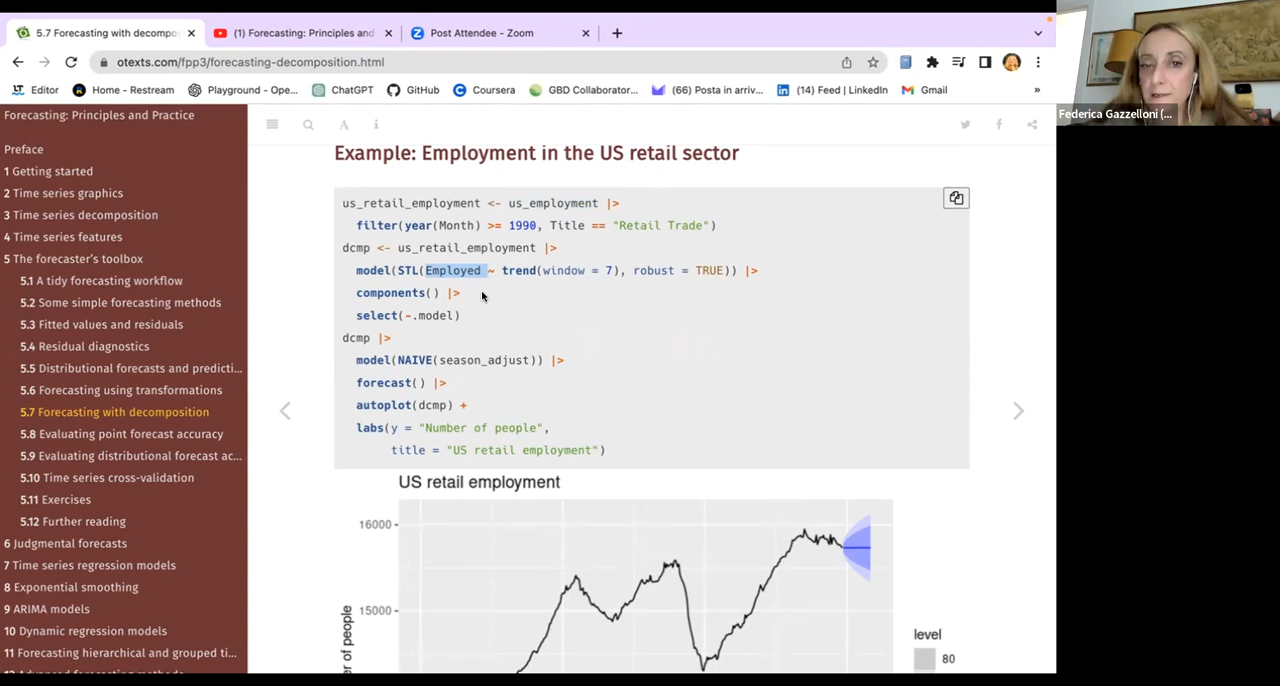 5.7 Forecasting with decompo
(1) Forecasting: Principles and
Post Attendee - Zoom
otexts.com/fpp3/forecasting-decomposition.html
Editor
Home - Restream
Playground - Ope...
ChatGPT
GitHub
Coursera
GBD Collaborator...
(66) Posta in arriv...
(14) Feed | LinkedIn
Gmail
»
Federica Gazzelloni (...
Forecasting: Principles and Practice
Preface
1 Getting started
2 Time series graphics
3 Time series decomposition
4 Time series features
5 The forecaster's toolbox
5.1 A tidy forecasting workflow
5.2 Some simple forecasting methods
5.3 Fitted values and residuals
5.4 Residual diagnostics
5.5 Distributional forecasts and predicti...
5.6 Forecasting using transformations
5.7 Forecasting with decomposition
5.8 Evaluating point forecast accuracy
5.9 Evaluating distributional forecast ac...
5.10 Time series cross-validation
5.11 Exercises
5.12 Further reading
6 Judgmental forecasts
7 Time series regression models
8 Exponential smoothing
9 ARIMA models
10 Dynamic regression models
11 Forecasting hierarchical and grouped ti...
Example: Employment in the US retail sector
us_retail_employment <- us_employment |>
filter(year(Month) >= 1990, Title == "Retail Trade")
dcmp <- us_retail_employment |>
model(STL(Employed ~ trend(window = 7), robust = TRUE)) |>
components() |>
select(-.model)
dcmp |>
model(NAIVE(season_adjust)) |>
forecast() |>
autoplot(dcmp) +
labs(y = "Number of people",
title = "US retail employment")
US retail employment
16000
15000
er of people
level
80